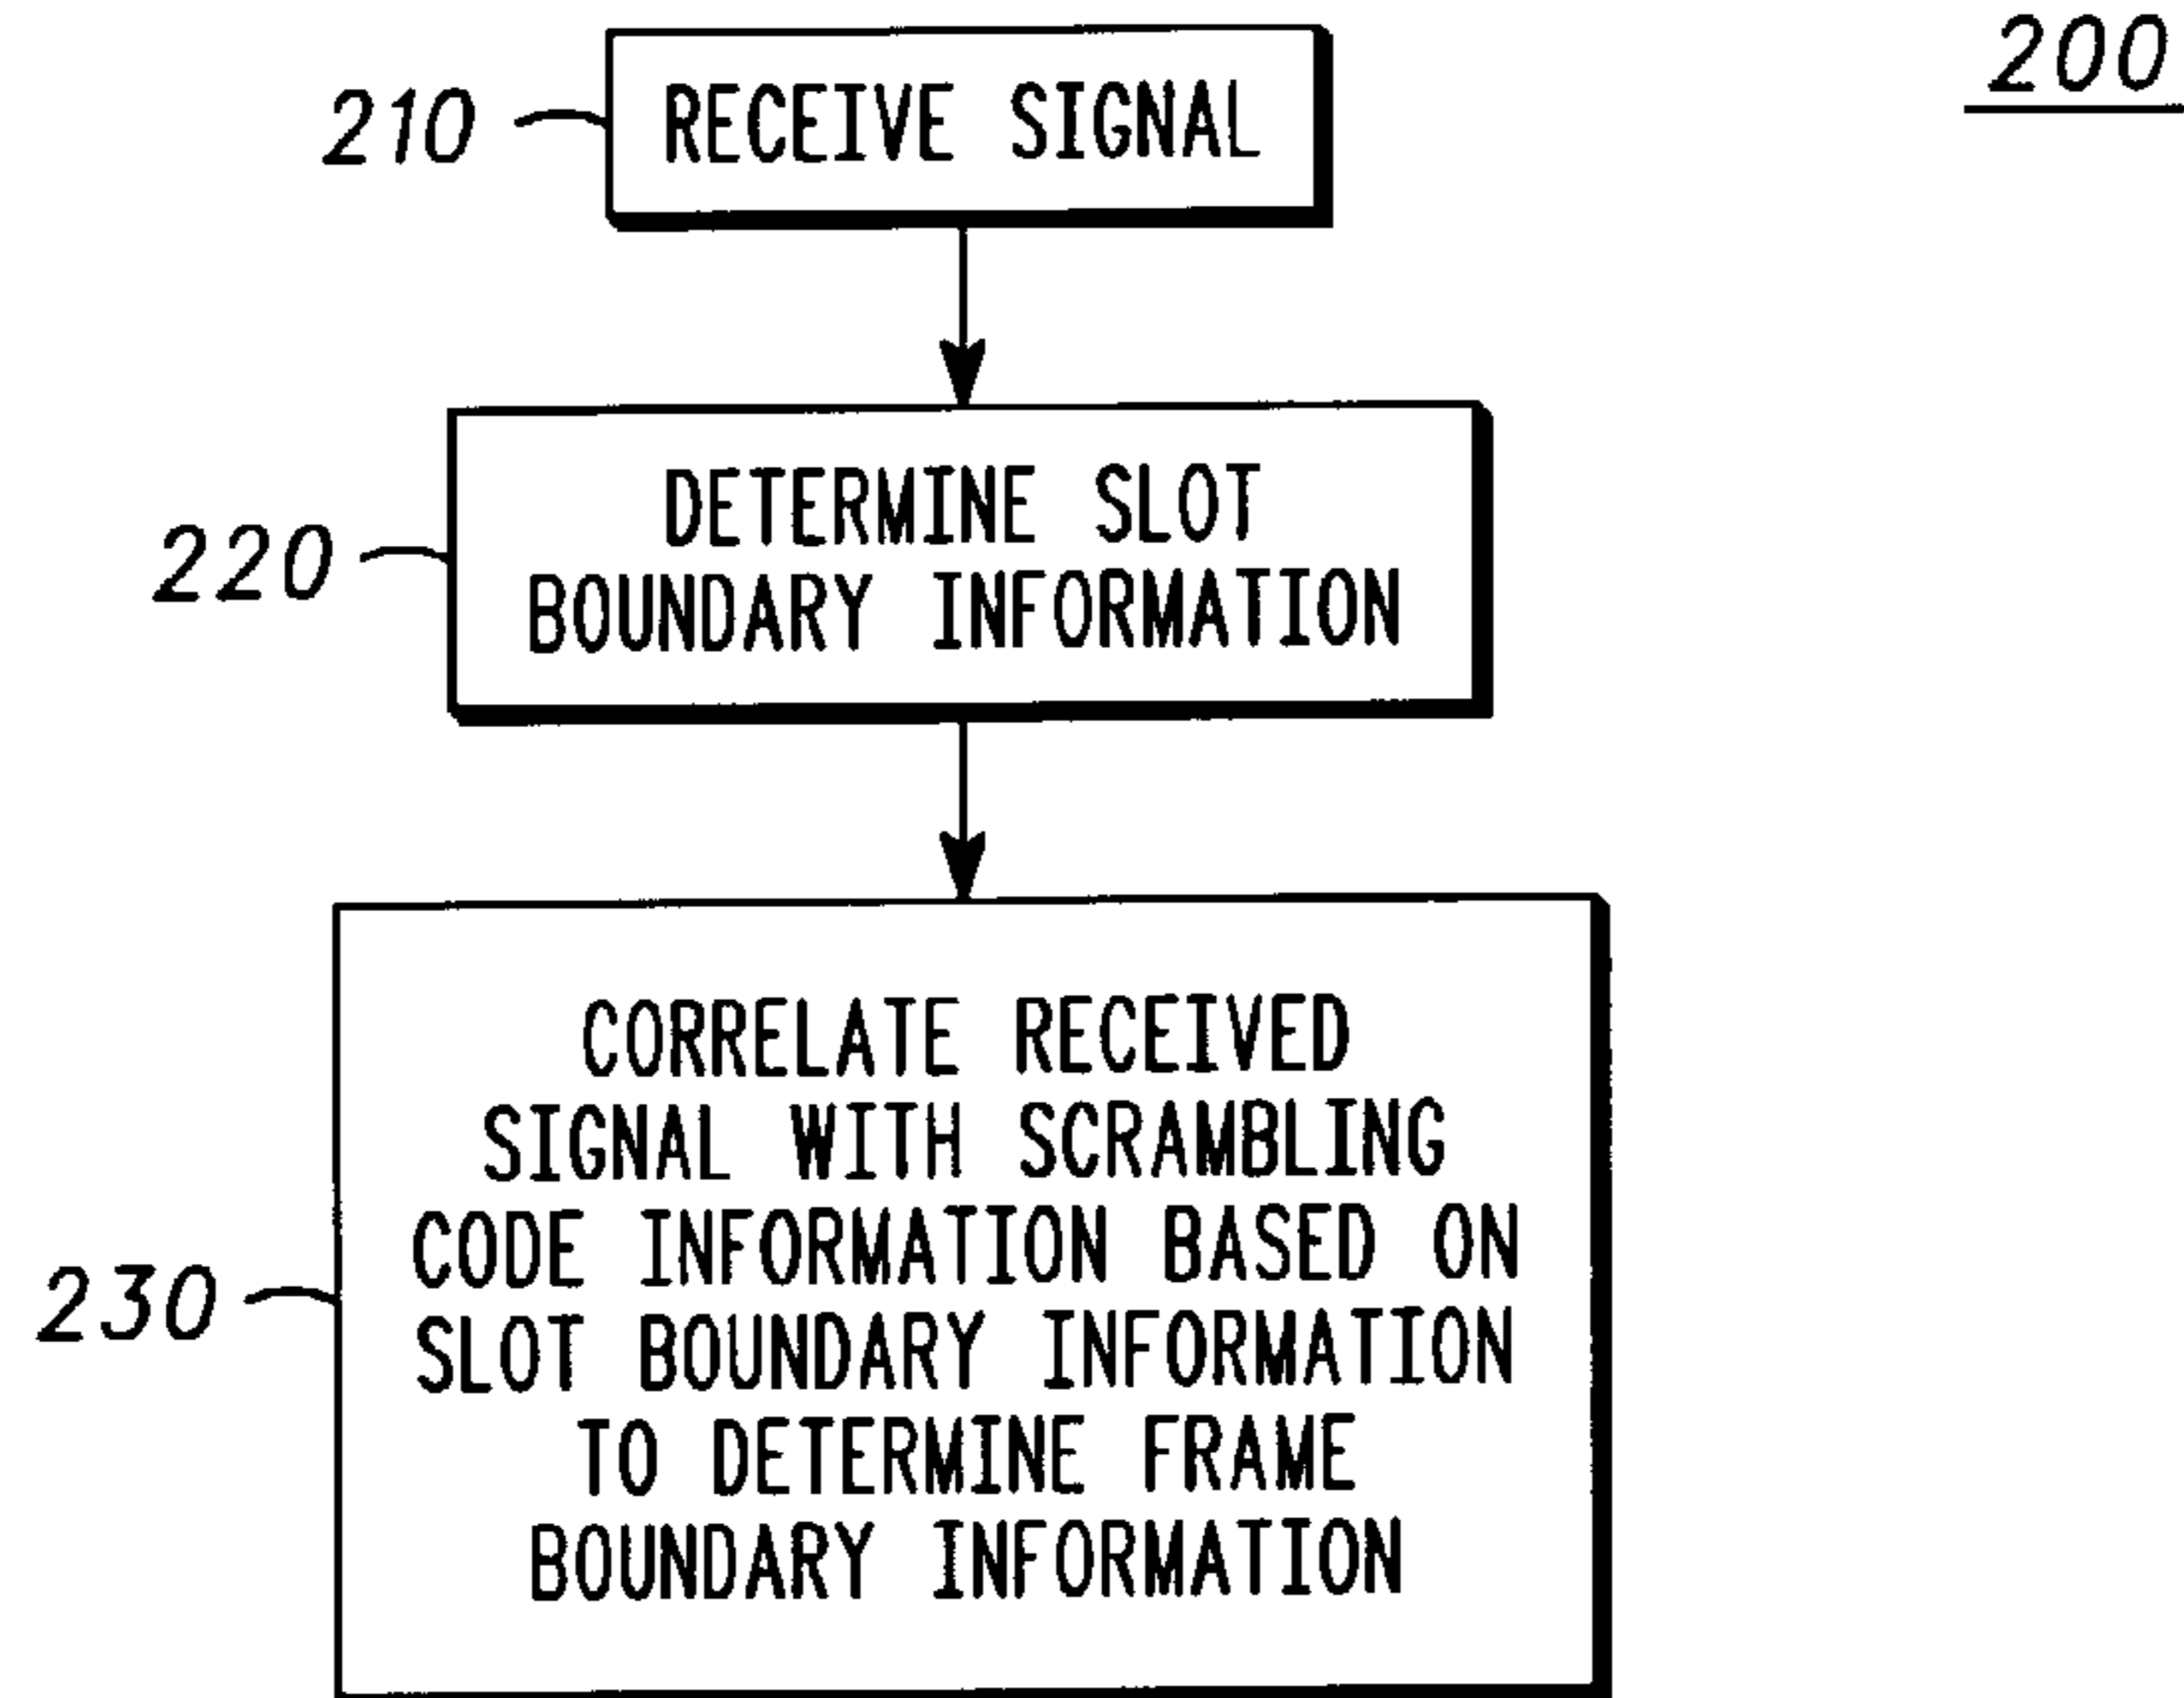 200
210
RECEIVE SIGNAL
220
DETERMINE SLOT
BOUNDARY INFORMATION
230
CORRELATE RECEIVED
SIGNAL WITH SCRAMBLING
CODE INFORMATION BASED ON
SLOT BOUNDARY INFORMATION
TO DETERMINE FRAME
BOUNDARY INFORMATION